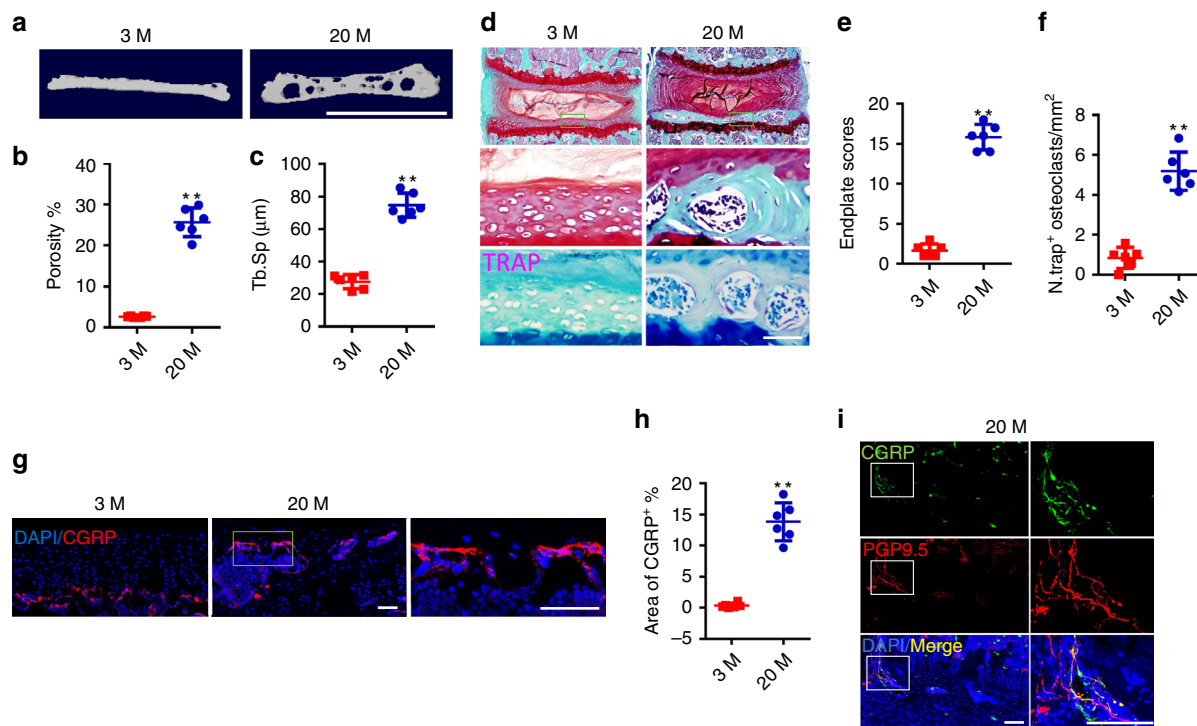 a
3 M
20 M
b
Porosity %
40
30
20
10
0
**
3 M
20 M
c
Tb.Sp (μm)
100
80
60
40
20
0
**
3 M
20 M
d
3 M
20 M
TRAP
e
Endplate scores
20
15
10
5
0
**
3 M
20 M
f
N.trap⁺ osteoclasts/mm²
8
6
4
2
0
**
3 M
20 M
g
3 M
20 M
DAPI/CGRP
h
Area of CGRP⁺ %
20
15
10
5
0
–5
**
3 M
20 M
i
20 M
CGRP
PGP9.5
DAPI/Merge